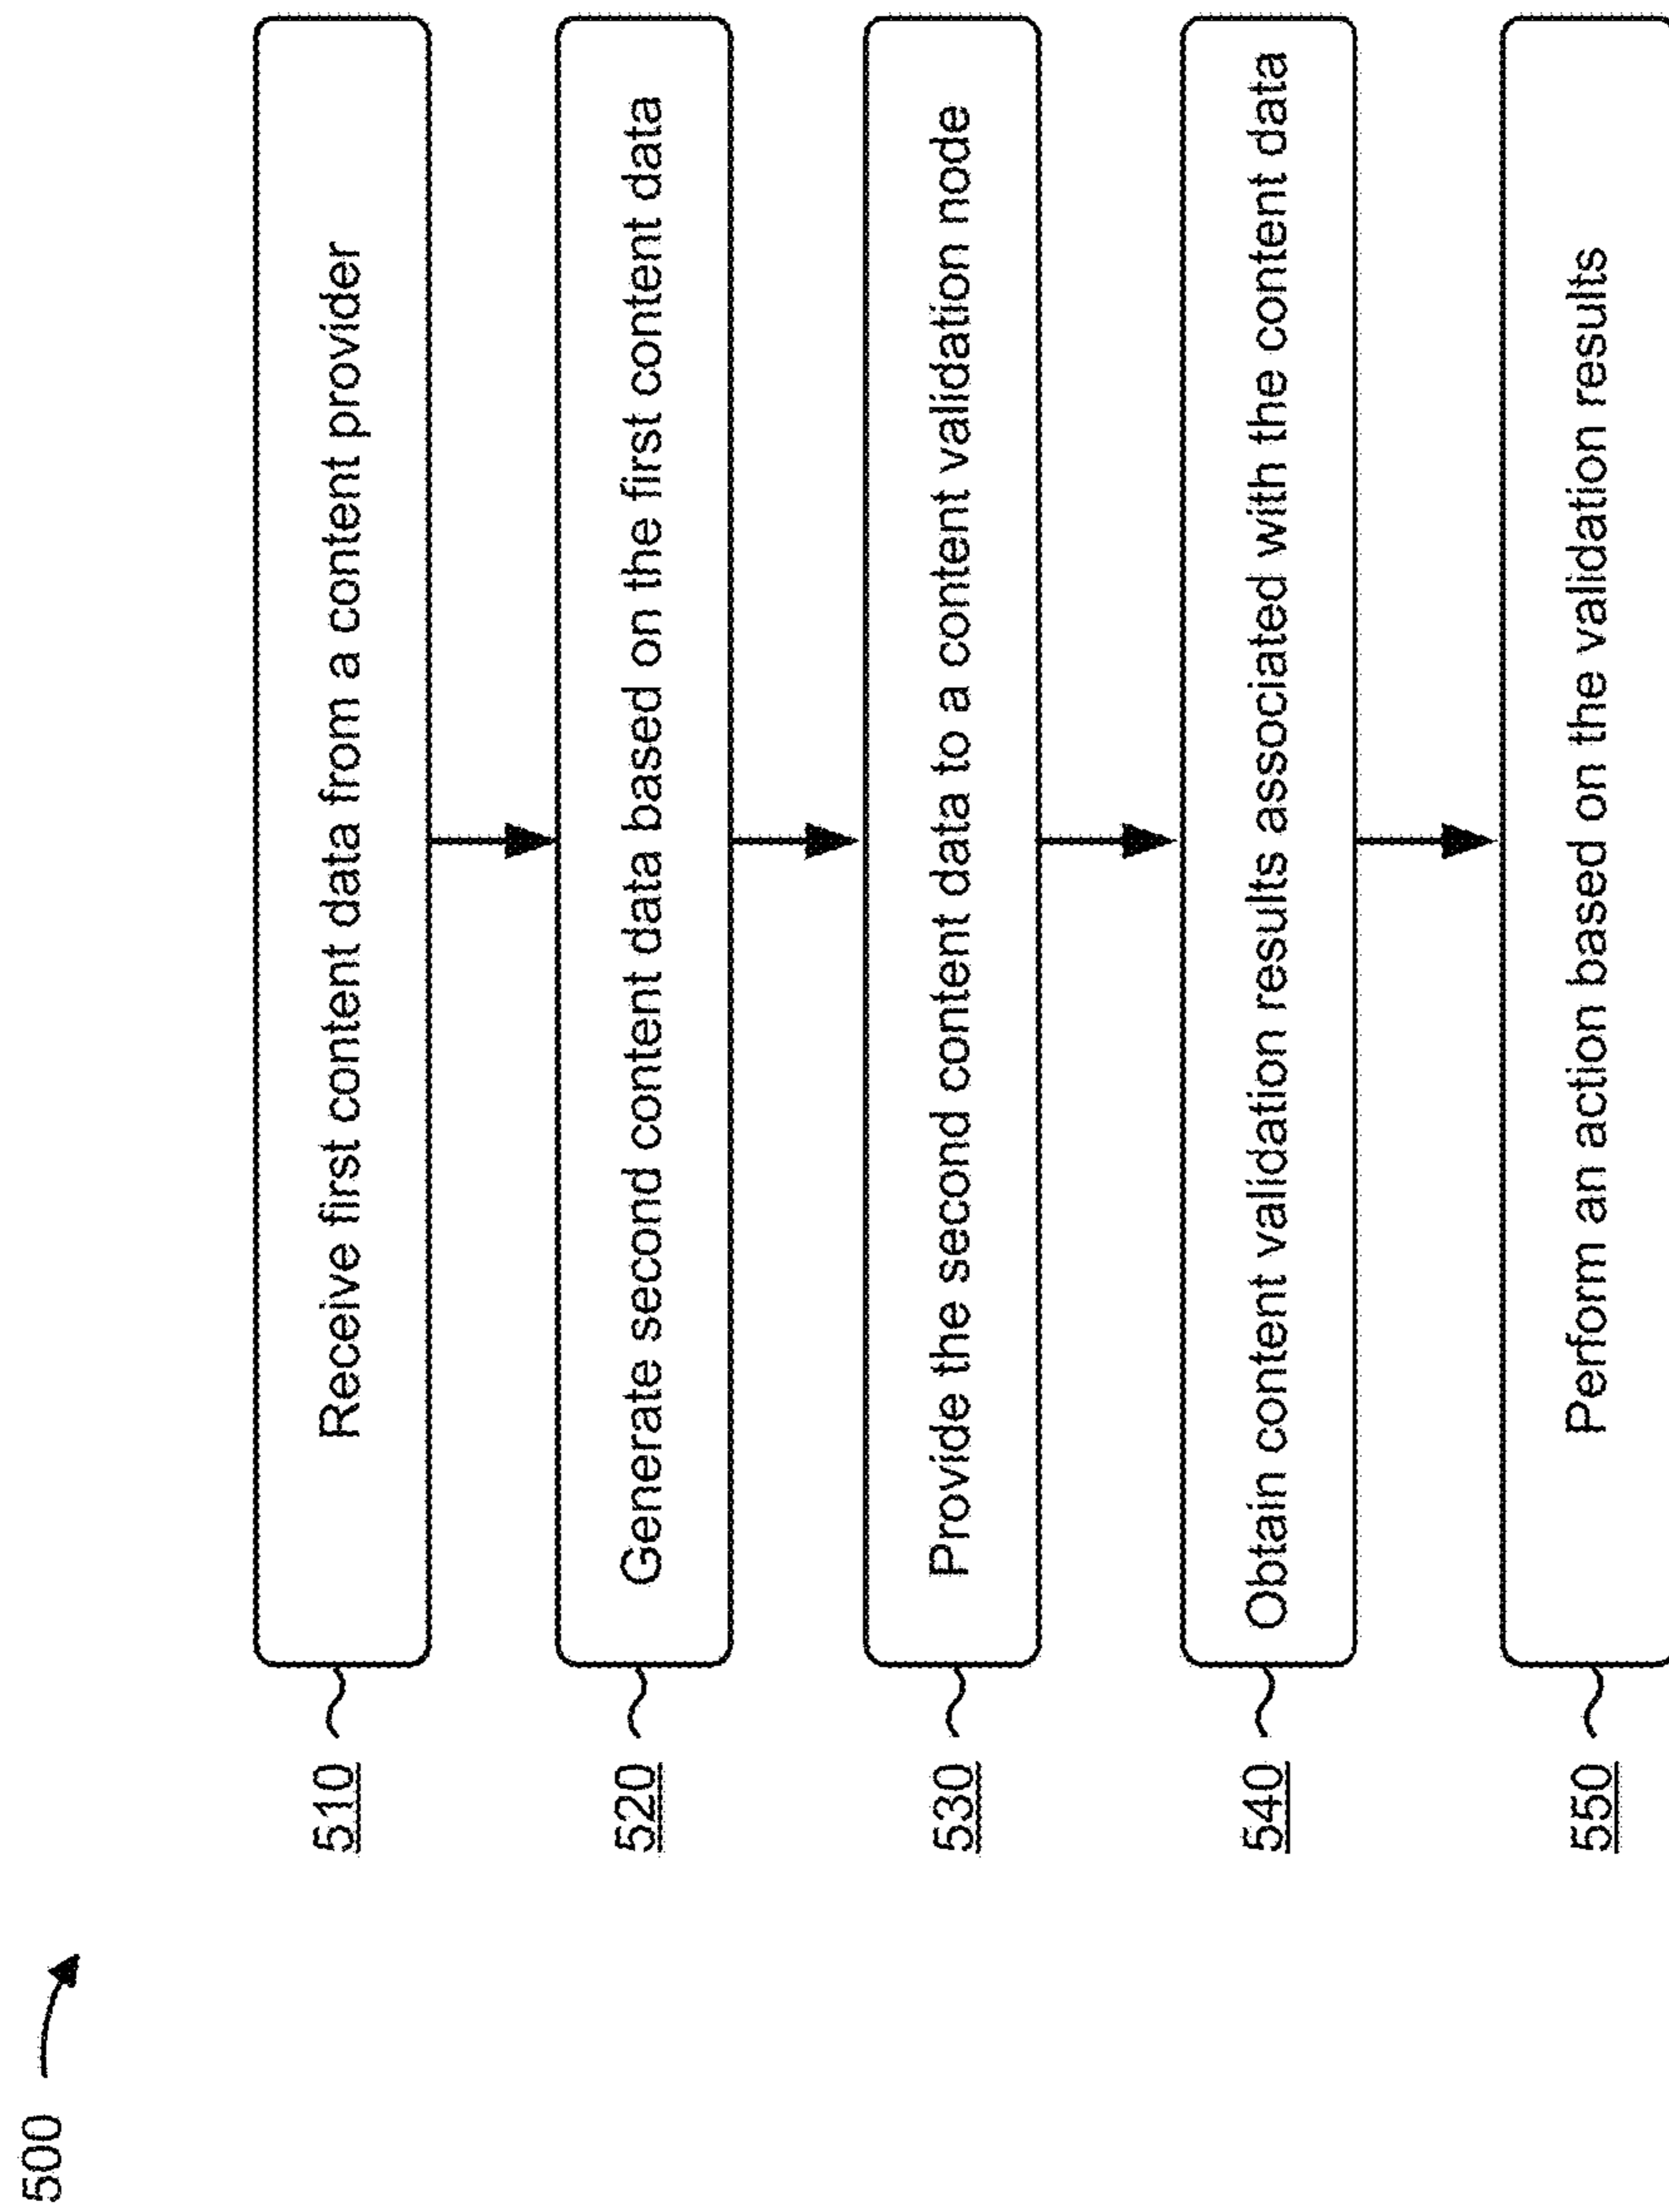 500
510
Receive first content data from a content provider
520
Generate second content data based on the first content data
530
Provide the second content data to a content validation node
540
Obtain content validation results associated with the content data
550
Perform an action based on the validation results